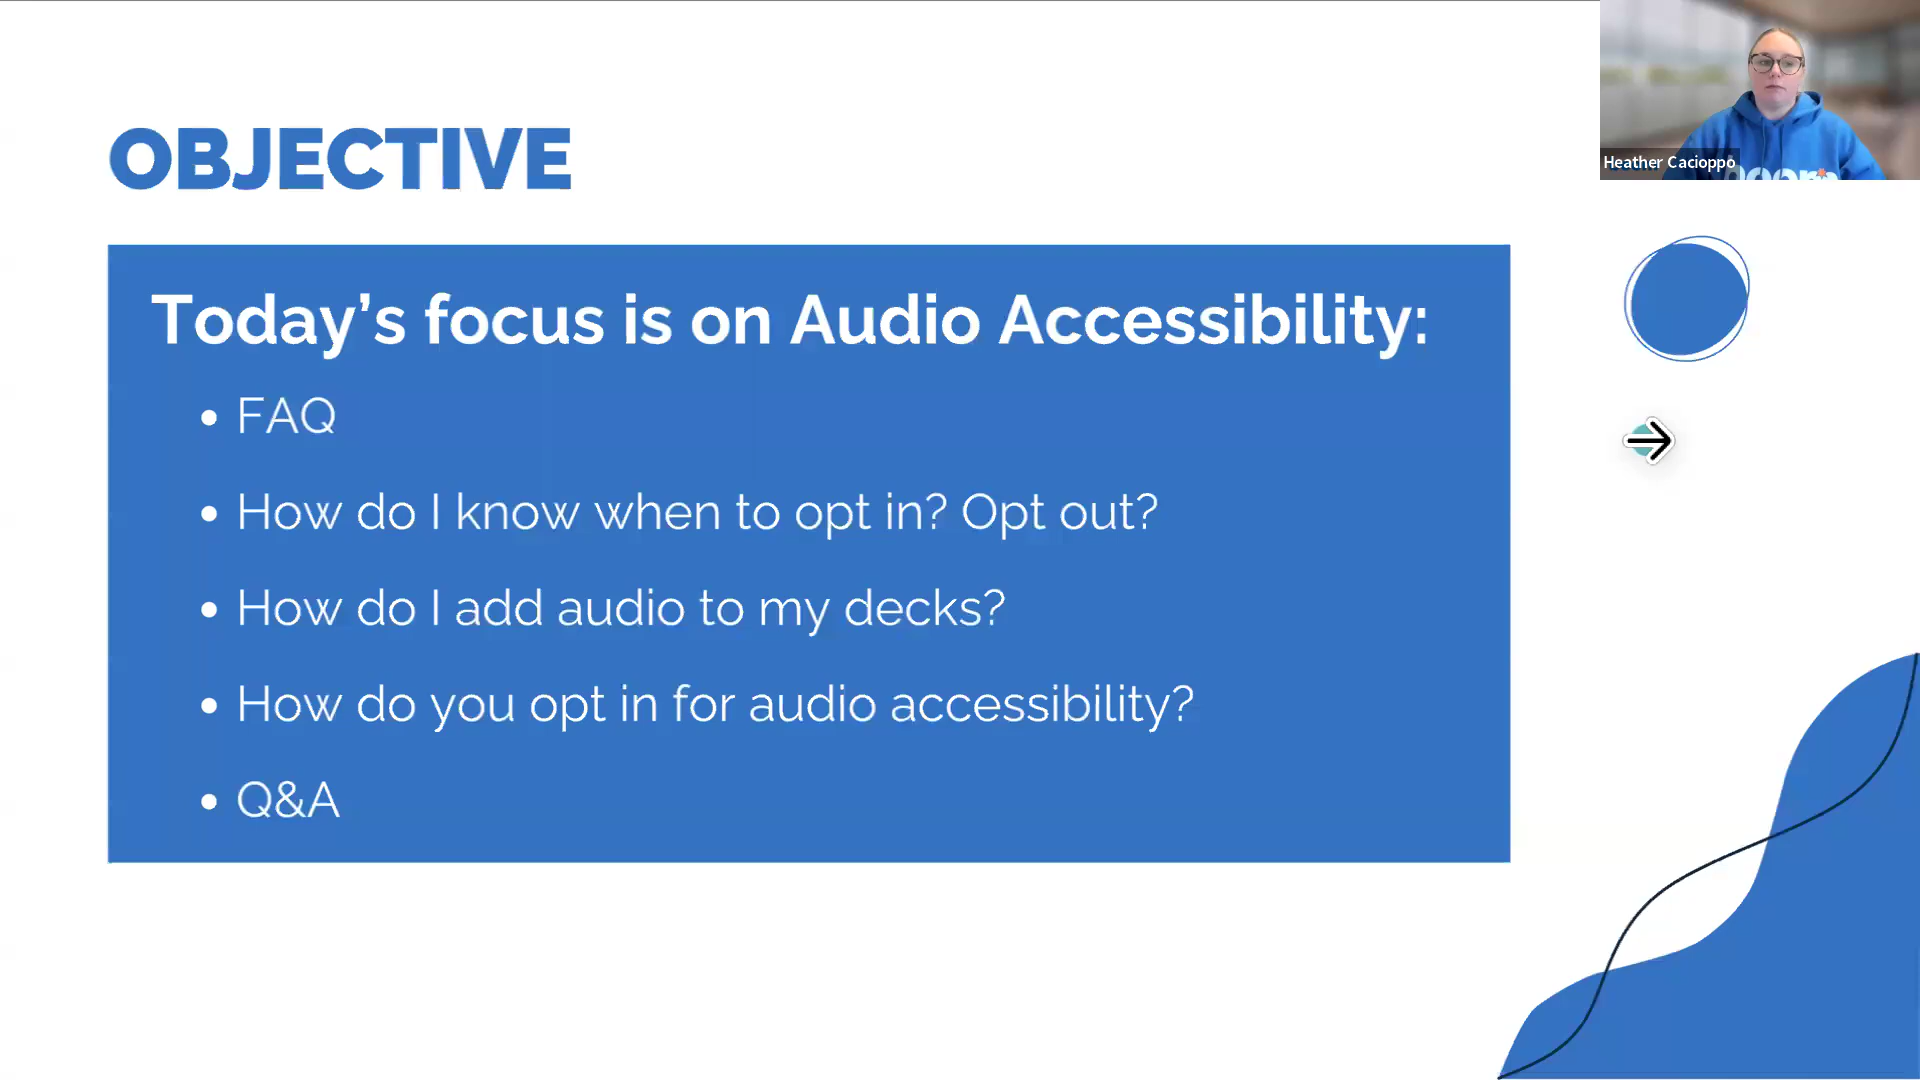 OBJECTIVE
Today’s focus is on Audio Accessibility:
• FAQ
• How do I know when to opt in? Opt out?
• How do I add audio to my decks?
• How do you opt in for audio accessibility?
• Q&A
Heather Cacioppo